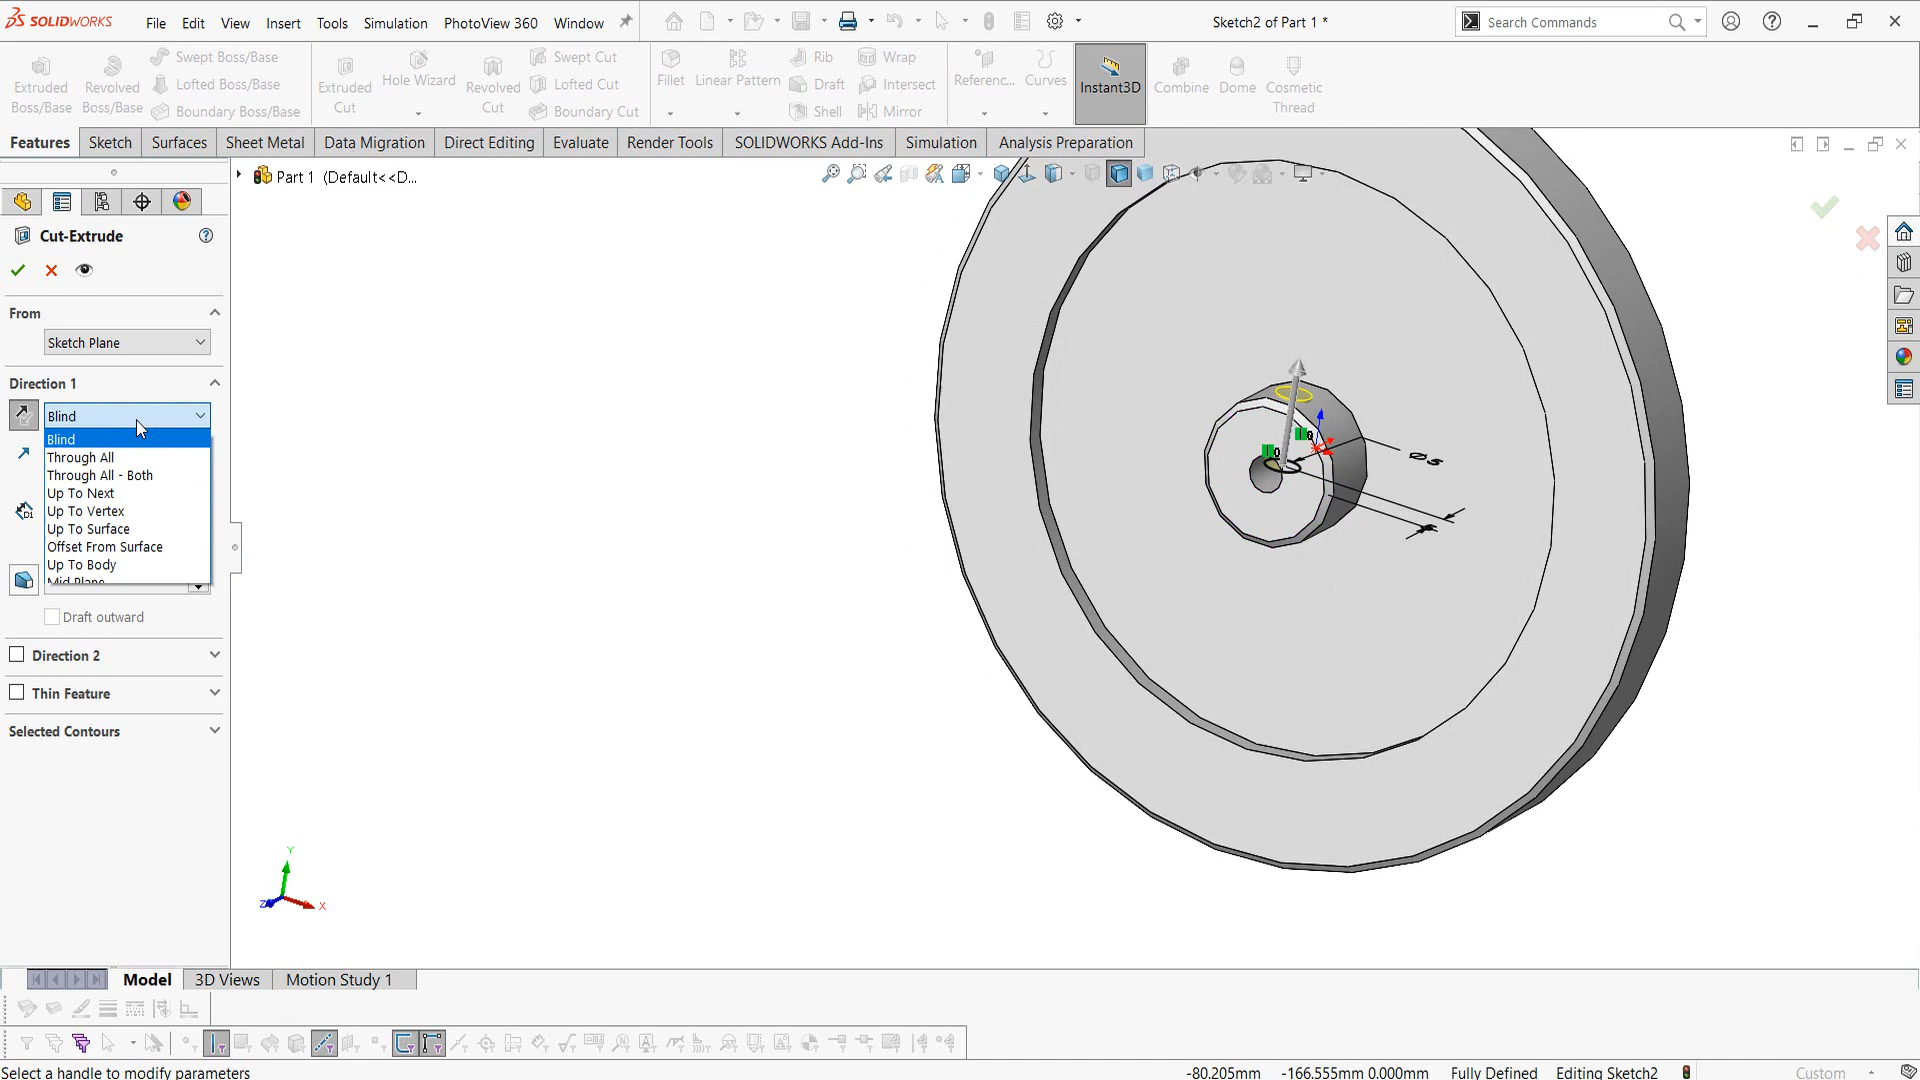 SOLIDWORKS
File Edit View Insert Tools Simulation PhotoView 360 Window
Sketch2 of Part 1 *
Search Commands
Extruded Boss/Base
Revolved Boss/Base
Swept Boss/Base
Lofted Boss/Base
Boundary Boss/Base
Extruded Cut
Hole Wizard
Revolved Cut
Swept Cut
Lofted Cut
Boundary Cut
Fillet
Linear Pattern
Rib
Draft
Shell
Wrap
Intersect
Mirror
Referenc...
Curves
Instant3D
Combine
Dome
Cosmetic Thread
Features Sketch Surfaces Sheet Metal Data Migration Direct Editing Evaluate Render Tools SOLIDWORKS Add-Ins Simulation Analysis Preparation
Part 1 (Default<<D...
Cut-Extrude
From
Sketch Plane
Direction 1
Blind
Blind
Through All
Through All - Both
Up To Next
Up To Vertex
Up To Surface
Offset From Surface
Up To Body
Mid Plane
D1
Draft outward
Direction 2
Thin Feature
Selected Contours
0
0
Ø5
Y
Z
X
Model 3D Views Motion Study 1
Select a handle to modify parameters
-80.205mm -166.555mm 0.000mm Fully Defined Editing Sketch2 Custom